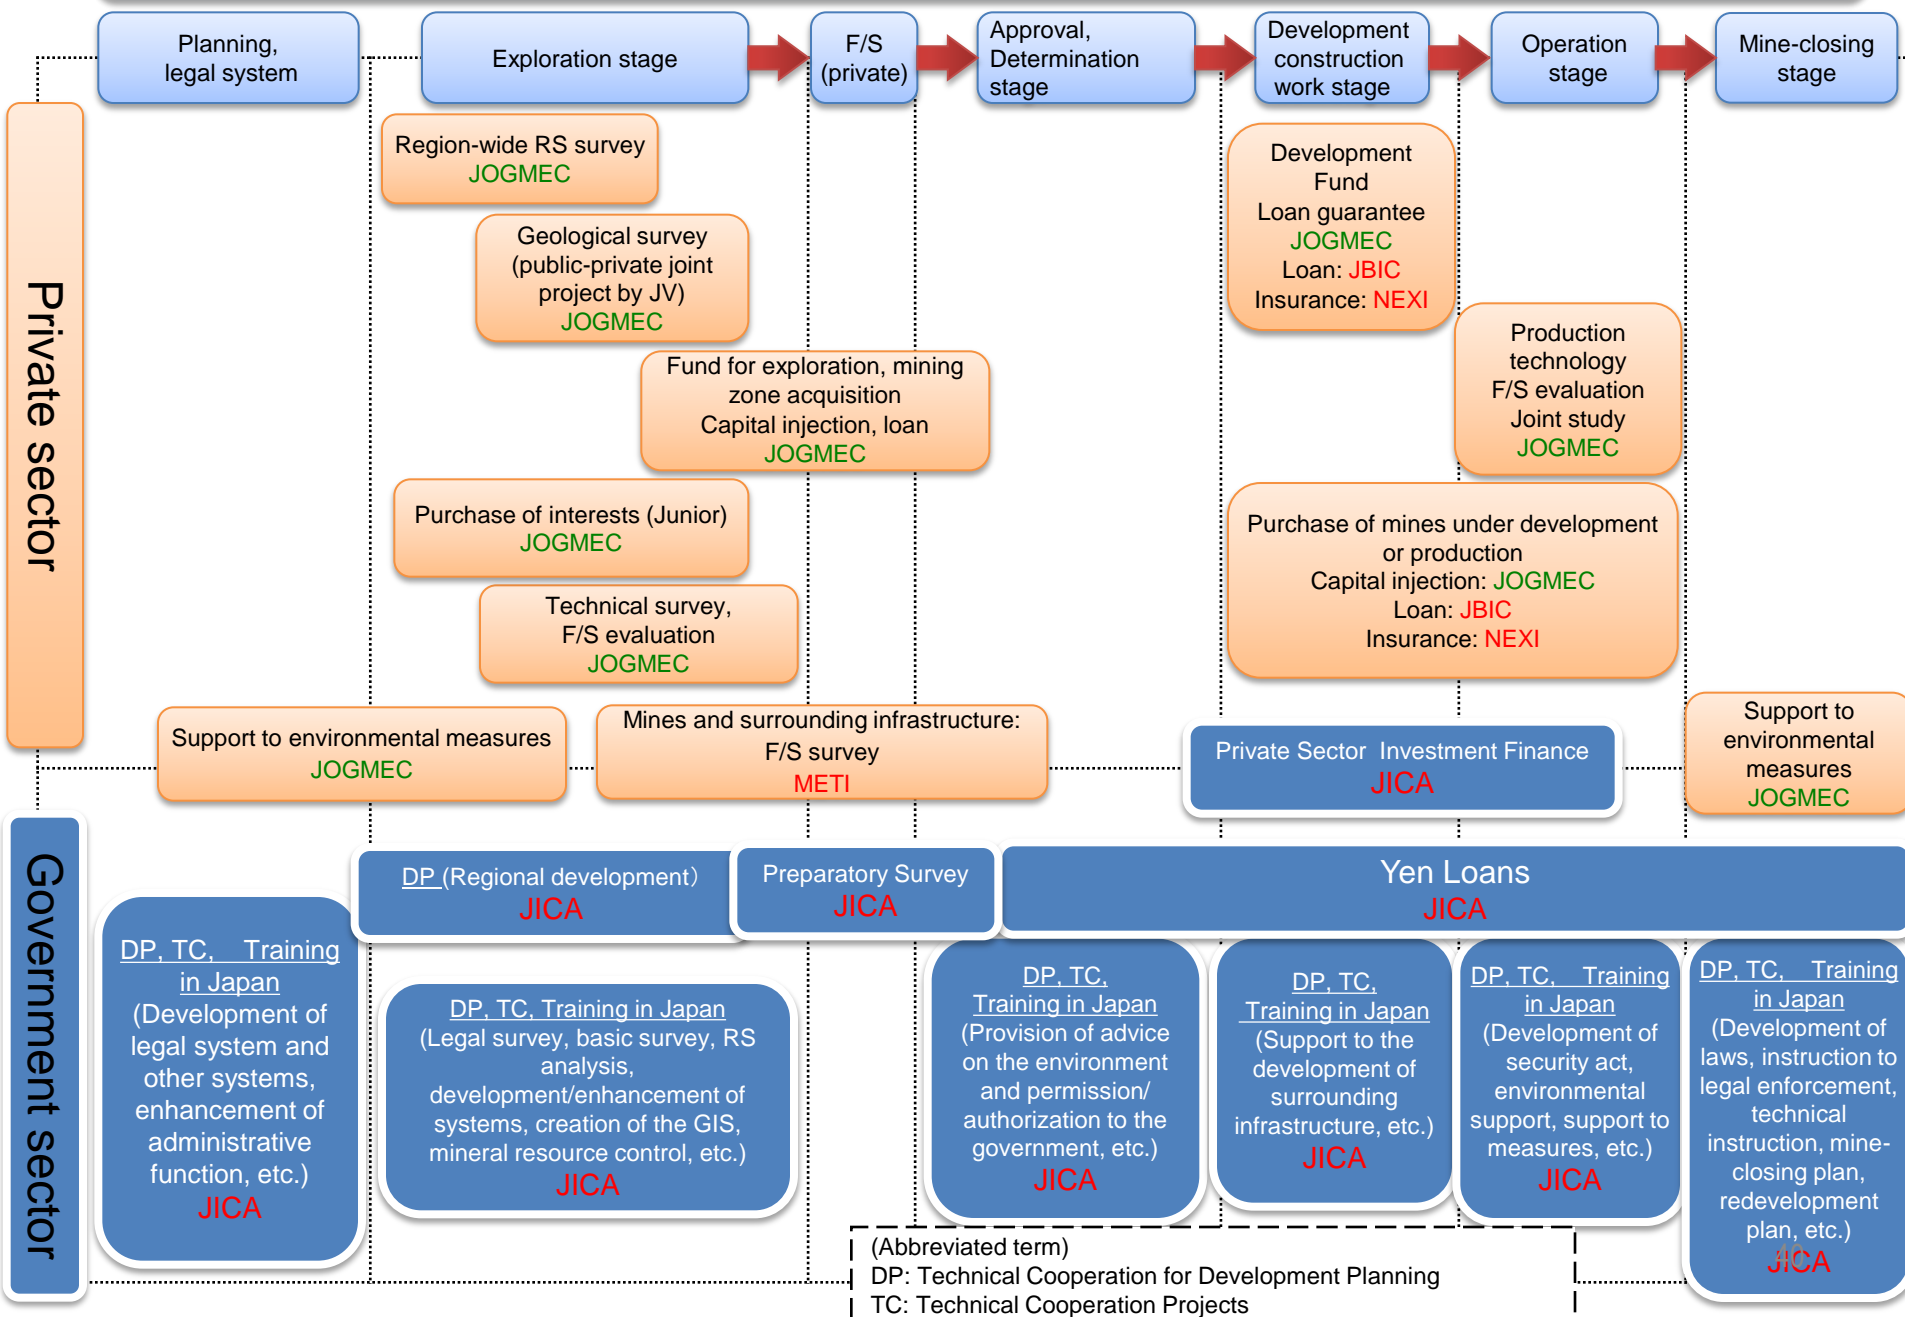 Planning,
legal system
Exploration stage
F/S
(private)
Approval,
Determination
stage
Development
construction
work stage
Operation
stage
Mine-closing
stage
Private sector
Region-wide RS survey
JOGMEC
Geological survey
(public-private joint
project by JV)
JOGMEC
Fund for exploration, mining
zone acquisition
Capital injection, loan
JOGMEC
Purchase of interests (Junior)
JOGMEC
Technical survey,
F/S evaluation
JOGMEC
Development
Fund
Loan guarantee
JOGMEC
Loan: JBIC
Insurance: NEXI
Production
technology
F/S evaluation
Joint study
JOGMEC
Purchase of mines under development
or production
Capital injection: JOGMEC
Loan: JBIC
Insurance: NEXI
Support to environmental measures
JOGMEC
Mines and surrounding infrastructure:
F/S survey
METI
Private Sector Investment Finance
JICA
Support to
environmental
measures
JOGMEC
Government sector
DP (Regional development）
JICA
Preparatory Survey
JICA
Yen Loans
JICA
DP, TC, Training
in Japan
(Development of
legal system and
other systems,
enhancement of
administrative
function, etc.)
JICA
DP, TC, Training in Japan
(Legal survey, basic survey, RS
analysis,
development/enhancement of
systems, creation of the GIS,
mineral resource control, etc.)
JICA
DP, TC,
Training in Japan
(Provision of advice
on the environment
and permission/
authorization to the
government, etc.)
JICA
DP, TC,
Training in Japan
(Support to the
development of
surrounding
infrastructure, etc.)
JICA
DP, TC, Training
in Japan
(Development of
security act,
environmental
support, support to
measures, etc.)
JICA
DP, TC, Training
in Japan
(Development of
laws, instruction to
legal enforcement,
technical
instruction, mine-
closing plan,
redevelopment
plan, etc.)
JICA
40
(Abbreviated term)
DP: Technical Cooperation for Development Planning
TC: Technical Cooperation Projects